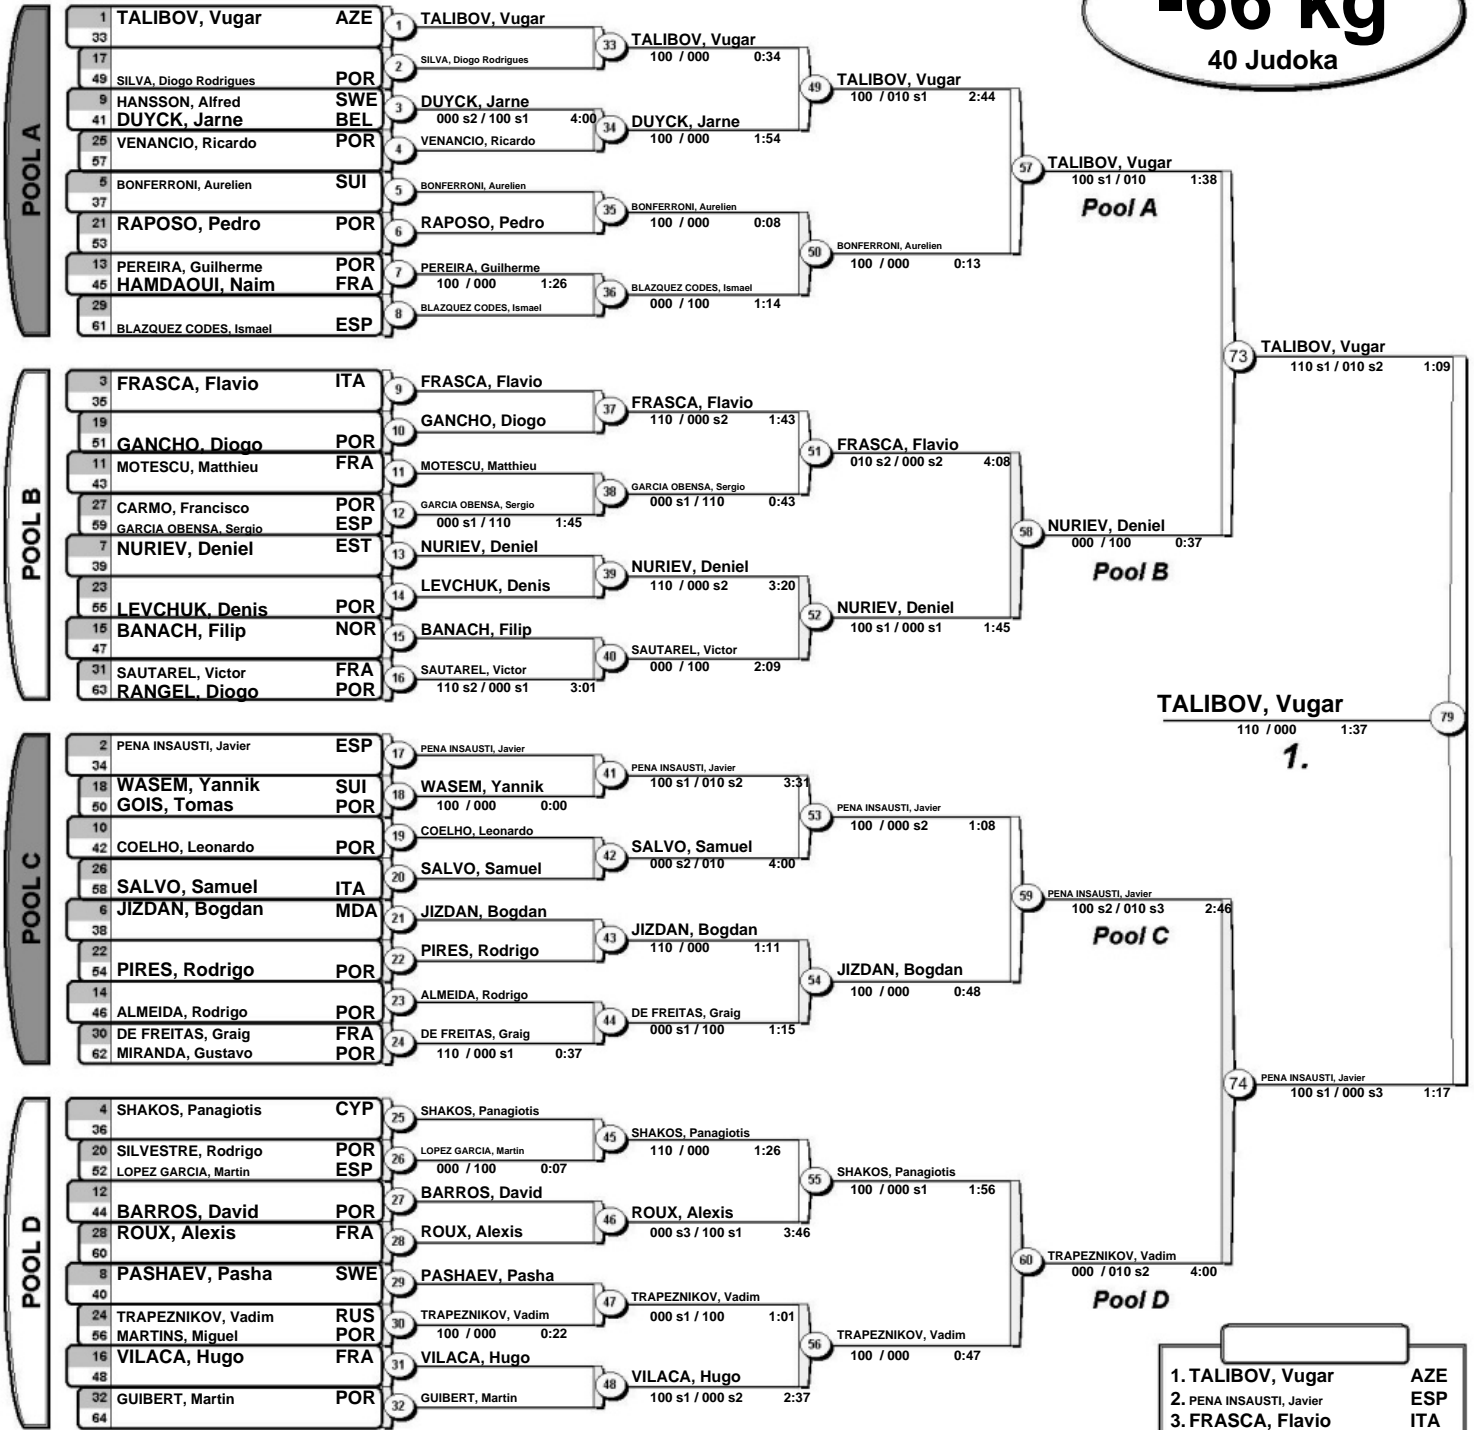 -66 kg
40 Judoka
POOL A
1 TALIBOV, Vugar AZE
33
17
49 SILVA, Diogo Rodrigues POR
9 HANSSON, Alfred SWE
41 DUYCK, Jarne BEL
25 VENANCIO, Ricardo POR
57
5 BONFERRONI, Aurelien SUI
37
21 RAPOSO, Pedro POR
53
13 PEREIRA, Guilherme POR
45 HAMDAOUI, Naim FRA
29
61 BLAZQUEZ CODES, Ismael ESP
1 TALIBOV, Vugar
2 SILVA, Diogo Rodrigues
3 DUYCK, Jarne
000 s2 / 100 s1 4:00
4 VENANCIO, Ricardo
5 BONFERRONI, Aurelien
6 RAPOSO, Pedro
7 PEREIRA, Guilherme
100 / 000 1:26
8 BLAZQUEZ CODES, Ismael
33 TALIBOV, Vugar
100 / 000 0:34
34 DUYCK, Jarne
100 / 000 1:54
35 BONFERRONI, Aurelien
100 / 000 0:08
36 BLAZQUEZ CODES, Ismael
000 / 100 1:14
49 TALIBOV, Vugar
100 / 010 s1 2:44
50 BONFERRONI, Aurelien
100 / 000 0:13
57 TALIBOV, Vugar
100 s1 / 010 1:38
Pool A
POOL B
3 FRASCA, Flavio ITA
35
19
51 GANCHO, Diogo POR
11 MOTESCU, Matthieu FRA
43
27 CARMO, Francisco POR
59 GARCIA OBENSA, Sergio ESP
7 NURIEV, Deniel EST
39
23
55 LEVCHUK, Denis POR
15 BANACH, Filip NOR
47
31 SAUTAREL, Victor FRA
63 RANGEL, Diogo POR
9 FRASCA, Flavio
10 GANCHO, Diogo
11 MOTESCU, Matthieu
12 GARCIA OBENSA, Sergio
000 s1 / 110 1:45
13 NURIEV, Deniel
14 LEVCHUK, Denis
15 BANACH, Filip
16 SAUTAREL, Victor
110 s2 / 000 s1 3:01
37 FRASCA, Flavio
110 / 000 s2 1:43
38 GARCIA OBENSA, Sergio
000 s1 / 110 0:43
39 NURIEV, Deniel
110 / 000 s2 3:20
40 SAUTAREL, Victor
000 / 100 2:09
51 FRASCA, Flavio
010 s2 / 000 s2 4:08
52 NURIEV, Deniel
100 s1 / 000 s1 1:45
58 NURIEV, Deniel
000 / 100 0:37
Pool B
73 TALIBOV, Vugar
110 s1 / 010 s2 1:09
TALIBOV, Vugar 79
110 / 000 1:37
1.
POOL C
2 PENA INSAUSTI, Javier ESP
34
18 WASEM, Yannik SUI
50 GOIS, Tomas POR
10
42 COELHO, Leonardo POR
26
58 SALVO, Samuel ITA
6 JIZDAN, Bogdan MDA
38
22
54 PIRES, Rodrigo POR
14
46 ALMEIDA, Rodrigo POR
30 DE FREITAS, Graig FRA
62 MIRANDA, Gustavo POR
17 PENA INSAUSTI, Javier
18 WASEM, Yannik
100 / 000 0:00
19 COELHO, Leonardo
20 SALVO, Samuel
21 JIZDAN, Bogdan
22 PIRES, Rodrigo
23 ALMEIDA, Rodrigo
24 DE FREITAS, Graig
110 / 000 s1 0:37
41 PENA INSAUSTI, Javier
100 s1 / 010 s2 3:31
42 SALVO, Samuel
000 s2 / 010 4:00
43 JIZDAN, Bogdan
110 / 000 1:11
44 DE FREITAS, Graig
000 s1 / 100 1:15
53 PENA INSAUSTI, Javier
100 / 000 s2 1:08
54 JIZDAN, Bogdan
100 / 000 0:48
59 PENA INSAUSTI, Javier
100 s2 / 010 s3 2:46
Pool C
POOL D
4 SHAKOS, Panagiotis CYP
36
20 SILVESTRE, Rodrigo POR
52 LOPEZ GARCIA, Martin ESP
12
44 BARROS, David POR
28 ROUX, Alexis FRA
60
8 PASHAEV, Pasha SWE
40
24 TRAPEZNIKOV, Vadim RUS
56 MARTINS, Miguel POR
16 VILACA, Hugo FRA
48
32 GUIBERT, Martin POR
64
25 SHAKOS, Panagiotis
26 LOPEZ GARCIA, Martin
000 / 100 0:07
27 BARROS, David
28 ROUX, Alexis
29 PASHAEV, Pasha
30 TRAPEZNIKOV, Vadim
100 / 000 0:22
31 VILACA, Hugo
32 GUIBERT, Martin
45 SHAKOS, Panagiotis
110 / 000 1:26
46 ROUX, Alexis
000 s3 / 100 s1 3:46
47 TRAPEZNIKOV, Vadim
000 s1 / 100 1:01
48 VILACA, Hugo
100 s1 / 000 s2 2:37
55 SHAKOS, Panagiotis
100 / 000 s1 1:56
56 TRAPEZNIKOV, Vadim
100 / 000 0:47
60 TRAPEZNIKOV, Vadim
000 / 010 s2 4:00
Pool D
74 PENA INSAUSTI, Javier
100 s1 / 000 s3 1:17
1. TALIBOV, Vugar AZE
2. PENA INSAUSTI, Javier ESP
3. FRASCA, Flavio ITA